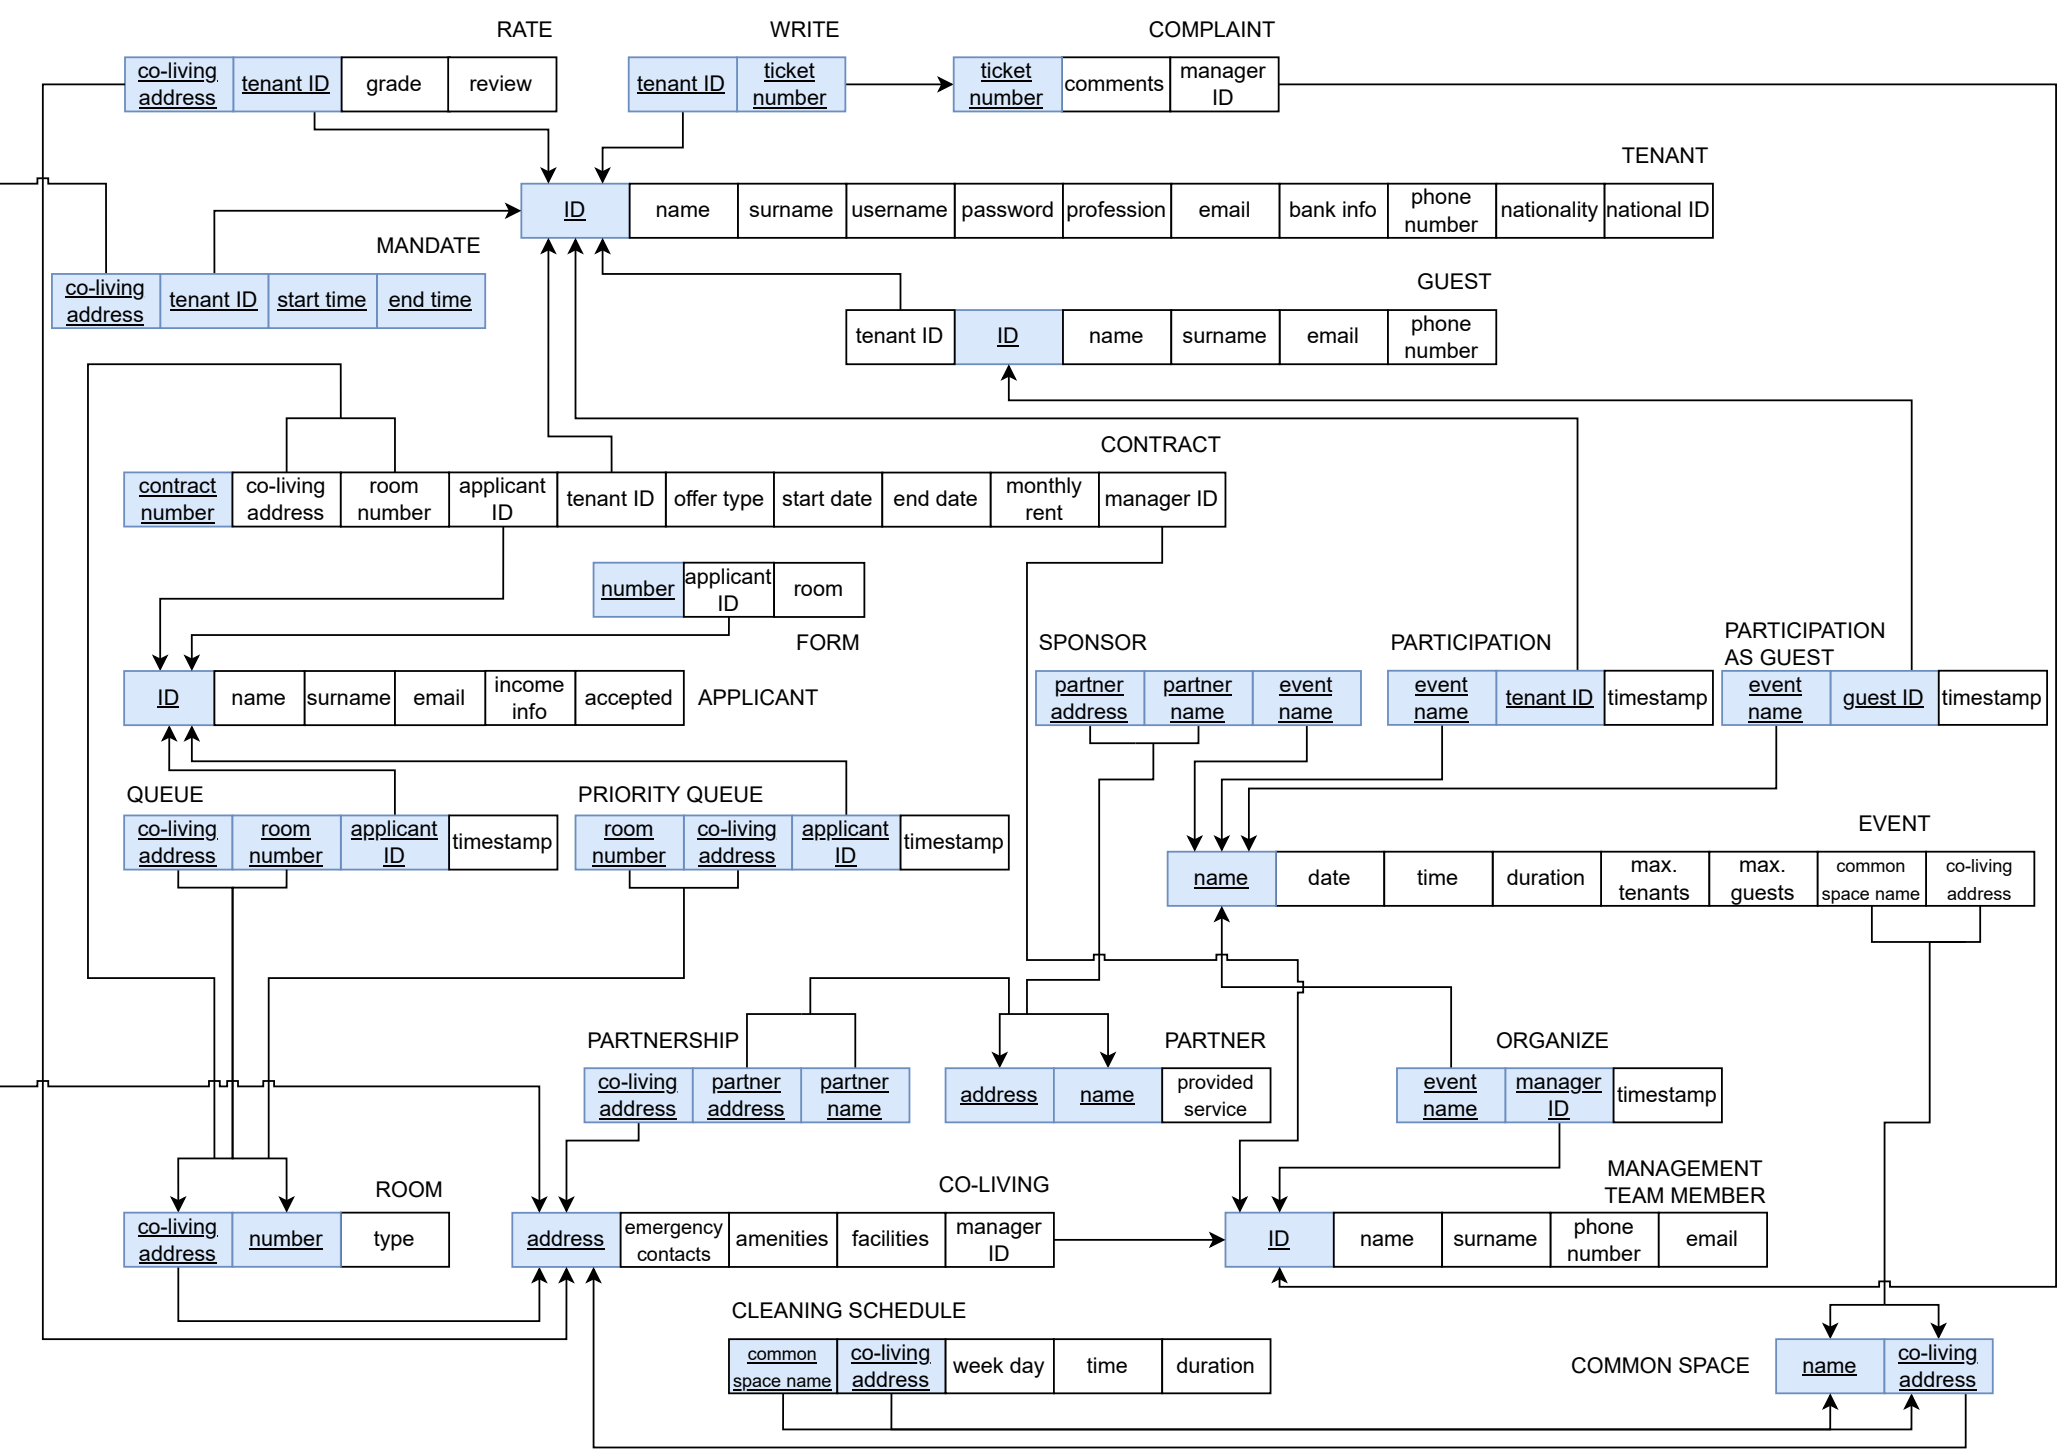 RATE
WRITE
COMPLAINT
co-living
address
tenant ID
grade
review
tenant ID
ticket
number
ticket
number
comments
manager
ID
TENANT
ID
name
surname
username
password
profession
email
bank info
phone
number
nationality
national ID
MANDATE
co-living
address
tenant ID
start time
end time
GUEST
tenant ID
ID
name
surname
email
phone
number
CONTRACT
contract
number
co-living
address
room
number
applicant
ID
tenant ID
offer type
start date
end date
monthly
rent
manager ID
number
applicant
ID
room
FORM
ID
name
surname
email
income
info
accepted
APPLICANT
SPONSOR
partner
address
partner
name
event
name
PARTICIPATION
event
name
tenant ID
timestamp
PARTICIPATION
AS GUEST
event
name
guest ID
timestamp
QUEUE
co-living
address
room
number
applicant
ID
timestamp
PRIORITY QUEUE
room
number
co-living
address
applicant
ID
timestamp
EVENT
name
date
time
duration
max.
tenants
max.
guests
common
space name
co-living
address
PARTNERSHIP
co-living
address
partner
address
partner
name
PARTNER
address
name
provided
service
ORGANIZE
event
name
manager
ID
timestamp
ROOM
co-living
address
number
type
CO-LIVING
address
emergency
contacts
amenities
facilities
manager
ID
MANAGEMENT
TEAM MEMBER
ID
name
surname
phone
number
email
CLEANING SCHEDULE
common
space name
co-living
address
week day
time
duration
COMMON SPACE
name
co-living
address